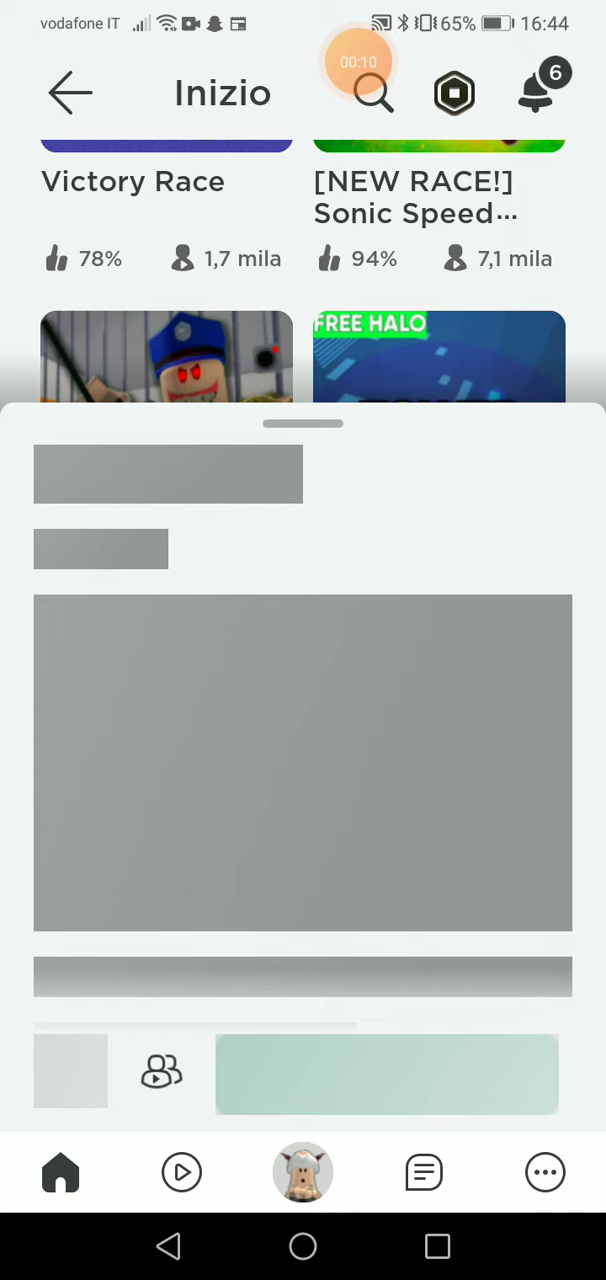 vodafone IT
65%
16:44
00:10
Inizio
6
Victory Race
[NEW RACE!]
Sonic Speed...
78%
1,7 mila
94%
7,1 mila
FREE HALO